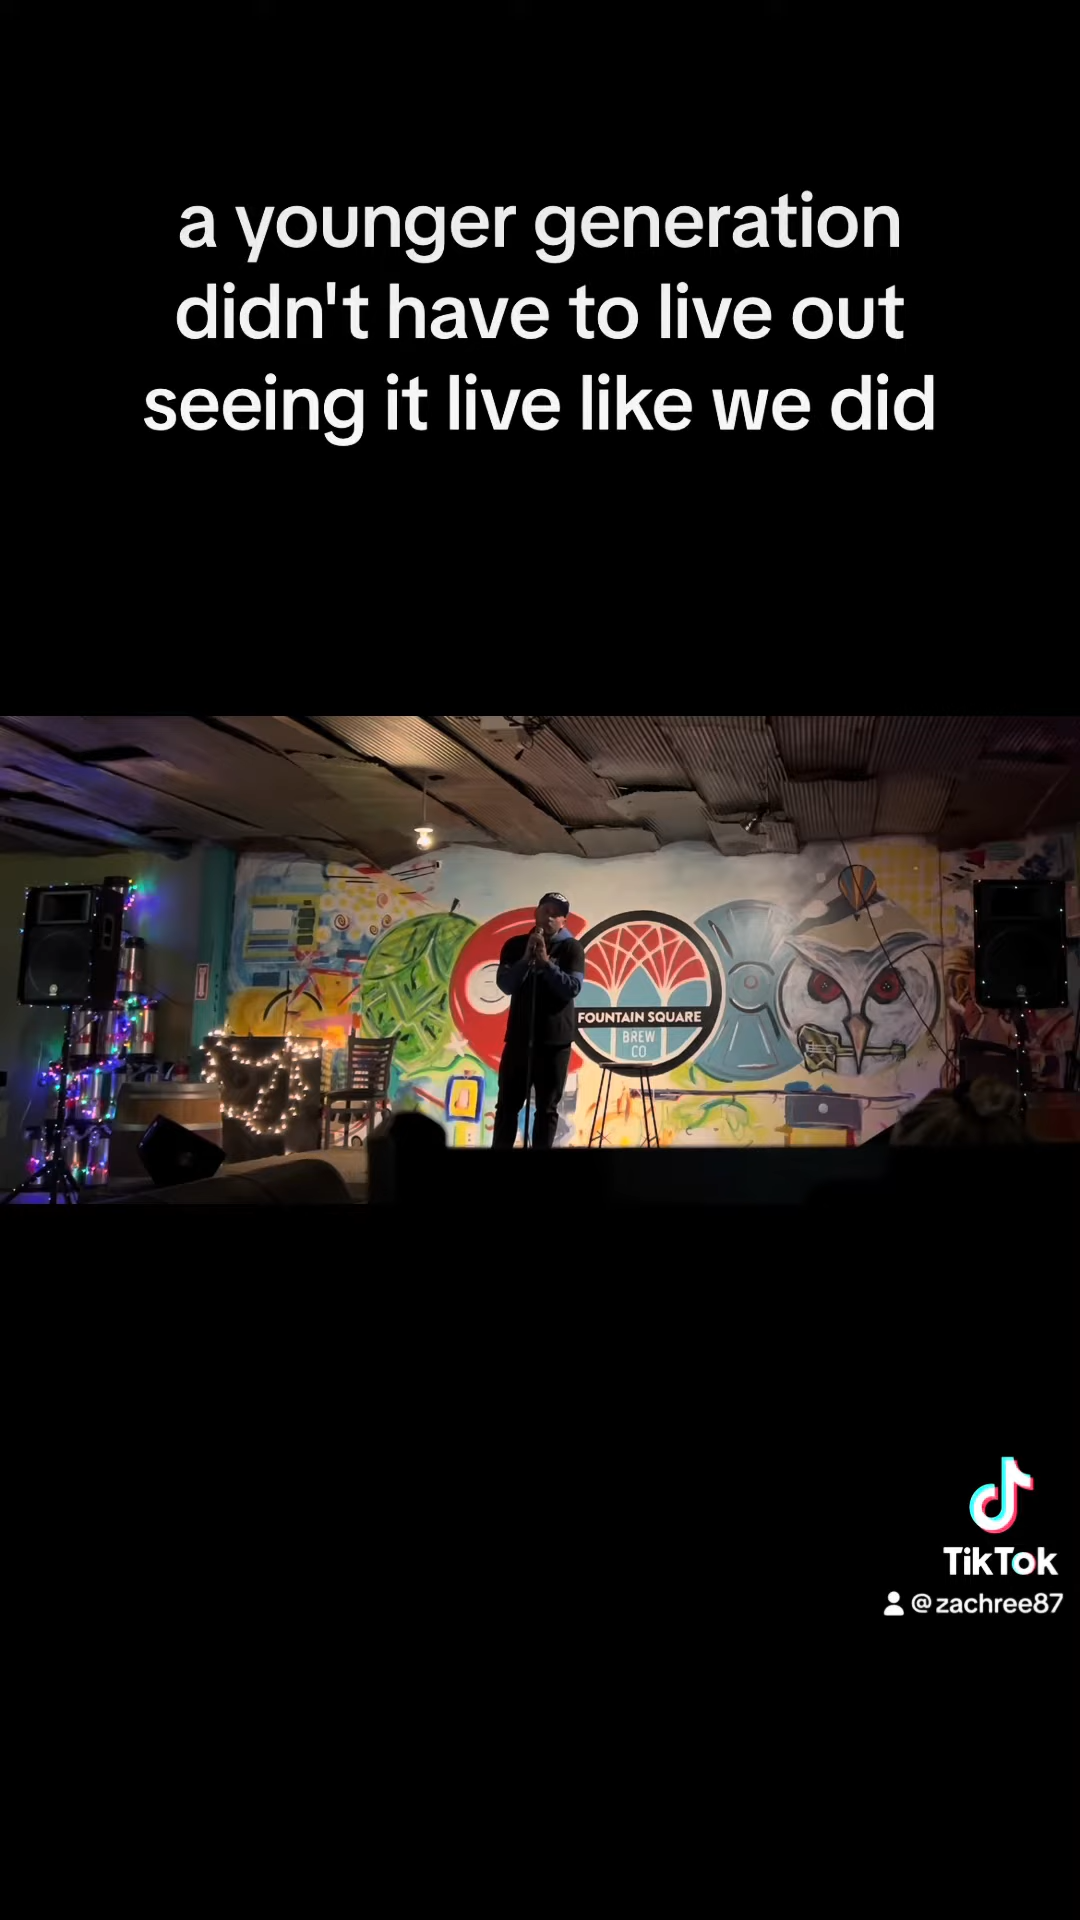 a younger generation
didn't have to live out
seeing it live like we did
FOUNTAIN SQUARE
BREW
CO
TikTok
@zachree87